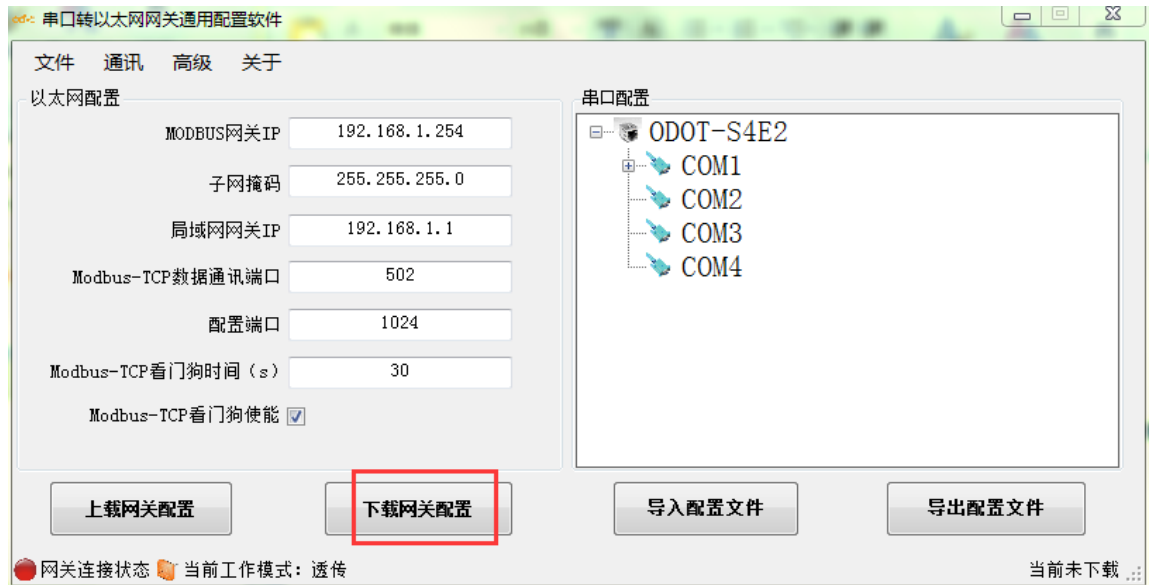 串口转以太网网关通用配置软件
文件 通讯 高级 关于
以太网配置
MODBUS网关IP 192.168.1.254
子网掩码 255.255.255.0
局域网网关IP 192.168.1.1
Modbus-TCP数据通讯端口 502
配置端口 1024
Modbus-TCP看门狗时间（s） 30
Modbus-TCP看门狗使能
串口配置
ODOT-S4E2
COM1
COM2
COM3
COM4
上载网关配置 下载网关配置 导入配置文件 导出配置文件
网关连接状态 当前工作模式：透传 当前未下载